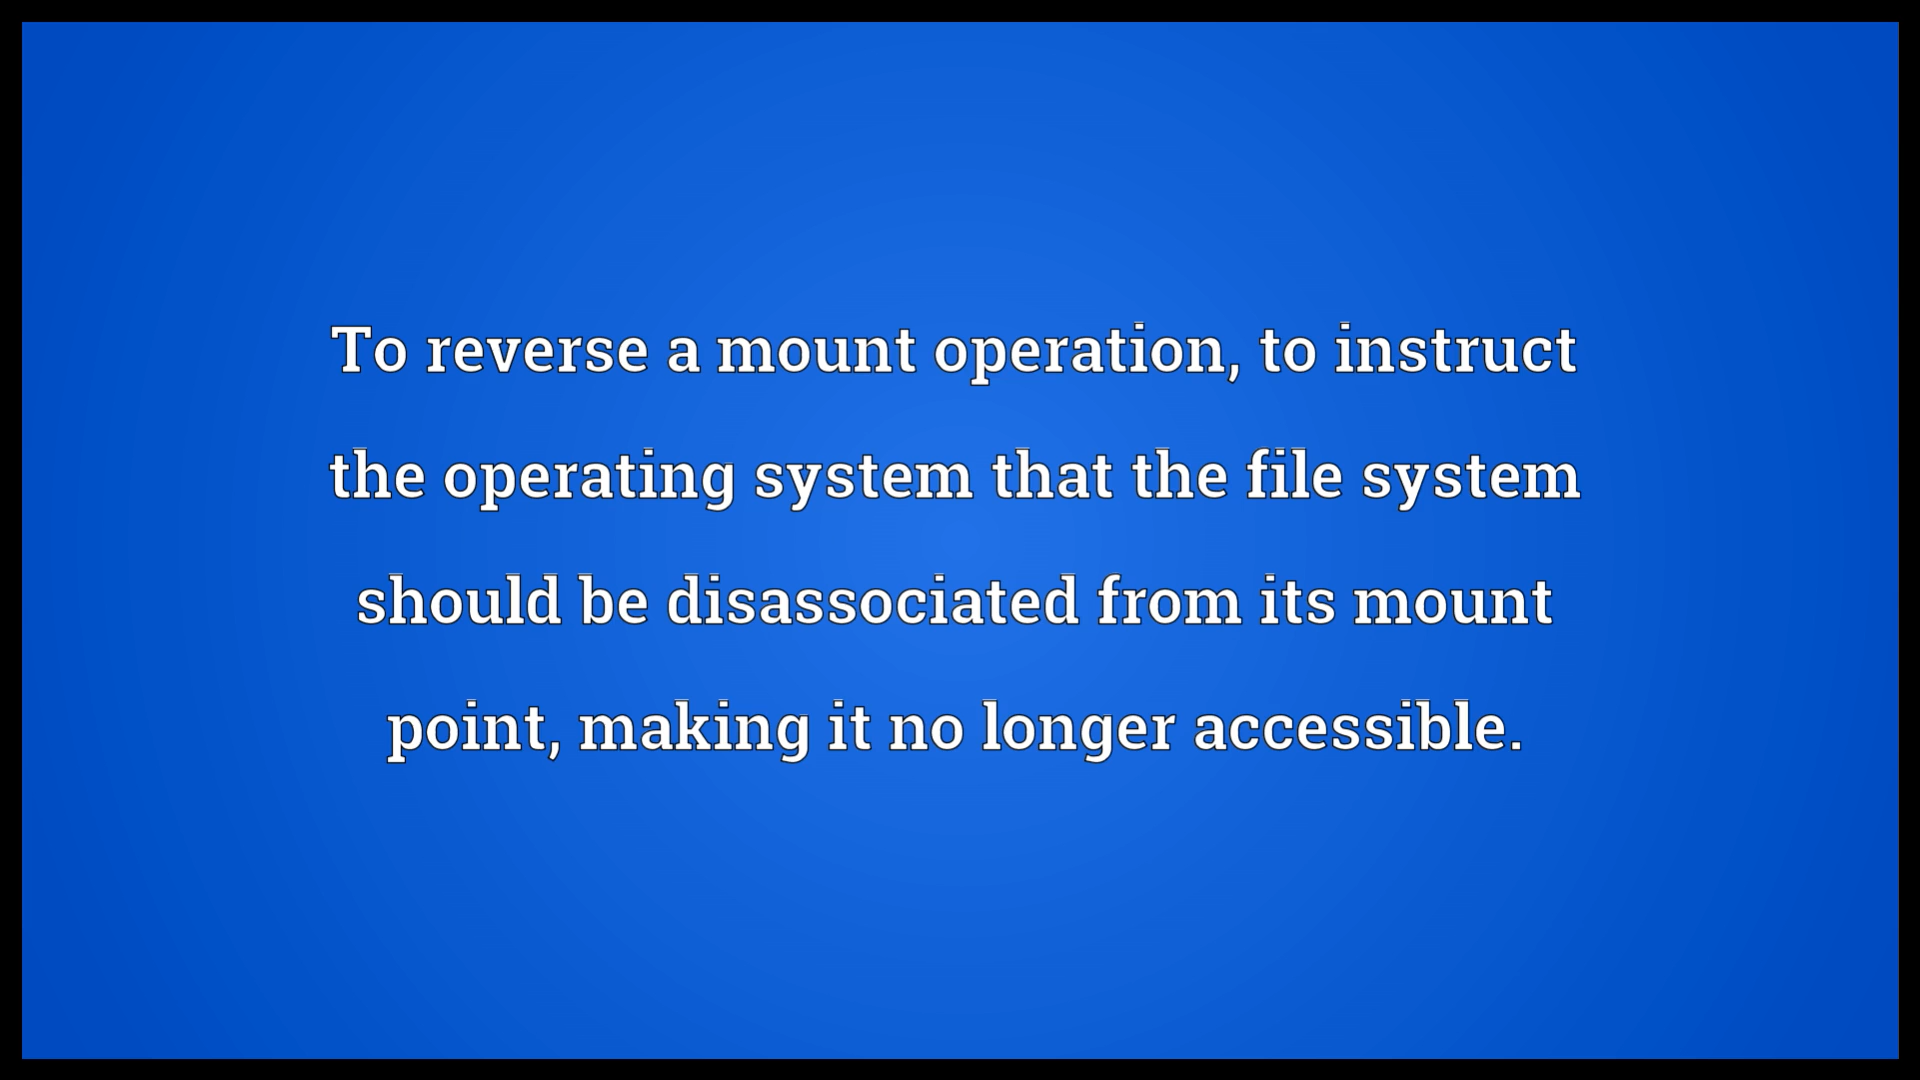 To reverse a mount operation, to instruct
the operating system that the file system
should be disassociated from its mount
point, making it no longer accessible.